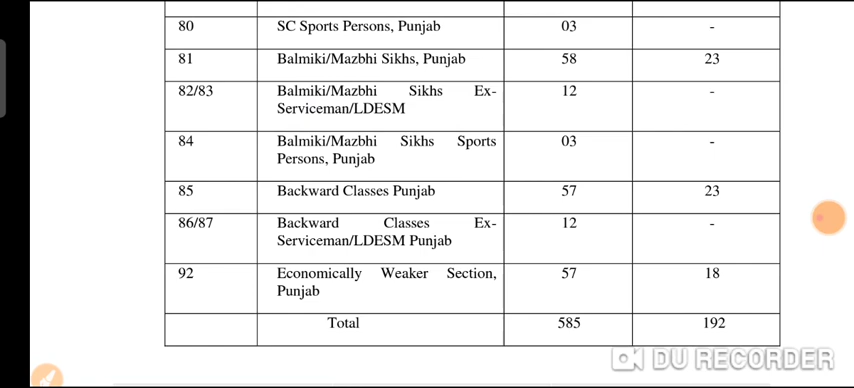 80 SC Sports Persons, Punjab 03 -
81 Balmiki/Mazbhi Sikhs, Punjab 58 23
82/83 Balmiki/Mazbhi Sikhs Ex- 12 -
Serviceman/LDESM
84 Balmiki/Mazbhi Sikhs Sports 03 -
Persons, Punjab
85 Backward Classes Punjab 57 23
86/87 Backward Classes Ex- 12 -
Serviceman/LDESM Punjab
92 Economically Weaker Section, 57 18
Punjab
Total 585 192
DU RECORDER